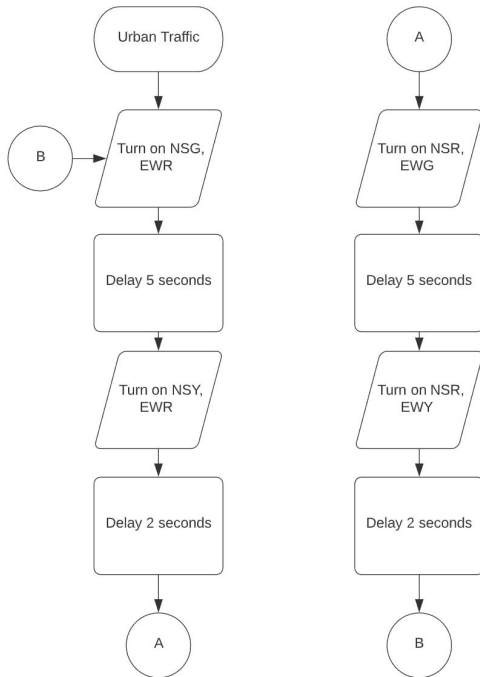 Urban Traffic
B
Turn on NSG,
EWR
Delay 5 seconds
Turn on NSY,
EWR
Delay 2 seconds
A
A
Turn on NSR,
EWG
Delay 5 seconds
Turn on NSR,
EWY
Delay 2 seconds
B